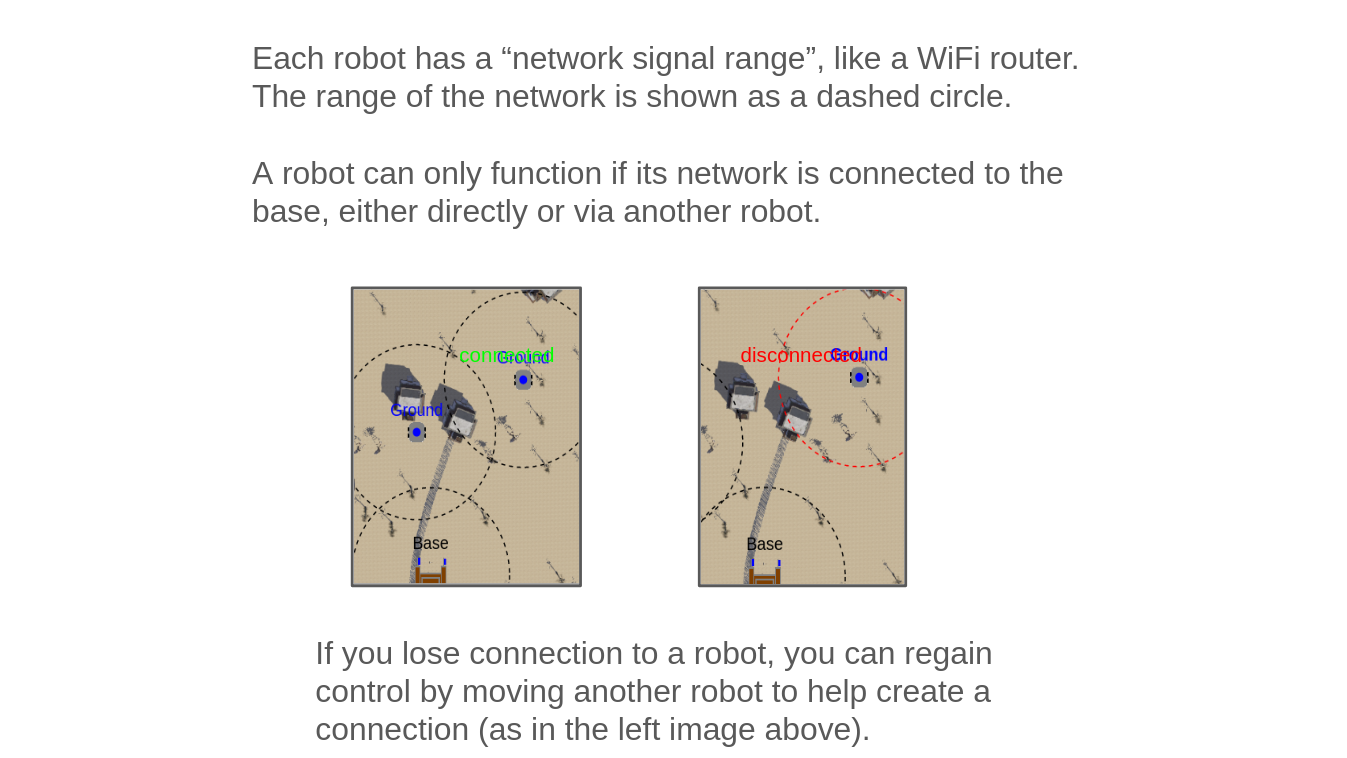 Each robot has a “network signal range”, like a WiFi router.
The range of the network is shown as a dashed circle.
A robot can only function if its network is connected to the
base, either directly or via another robot.
connected
Ground
Ground
Base
disconnected
Ground
Base
If you lose connection to a robot, you can regain
control by moving another robot to help create a
connection (as in the left image above).